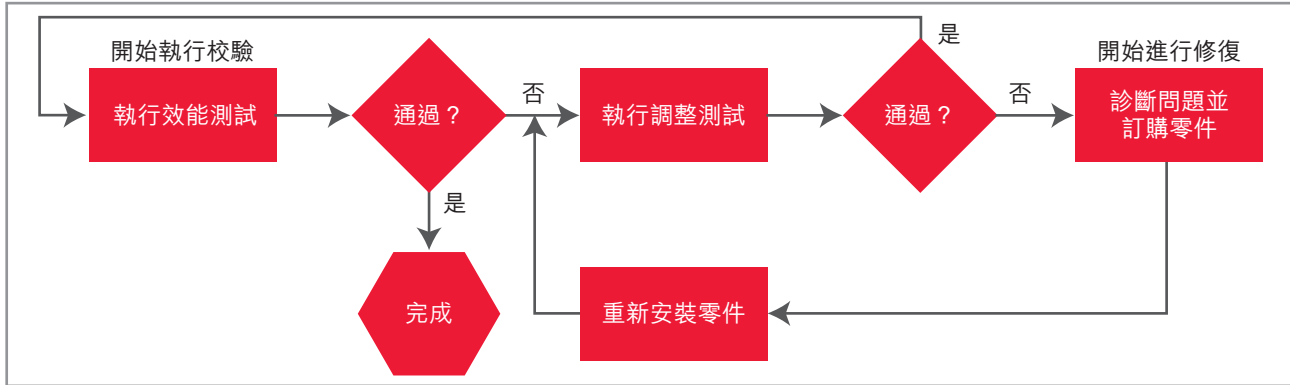 是
開始執行校驗
開始進行修復
執行效能測試
通過？
否
執行調整測試
通過？
否
診斷問題並
訂購零件
是
完成
重新安裝零件